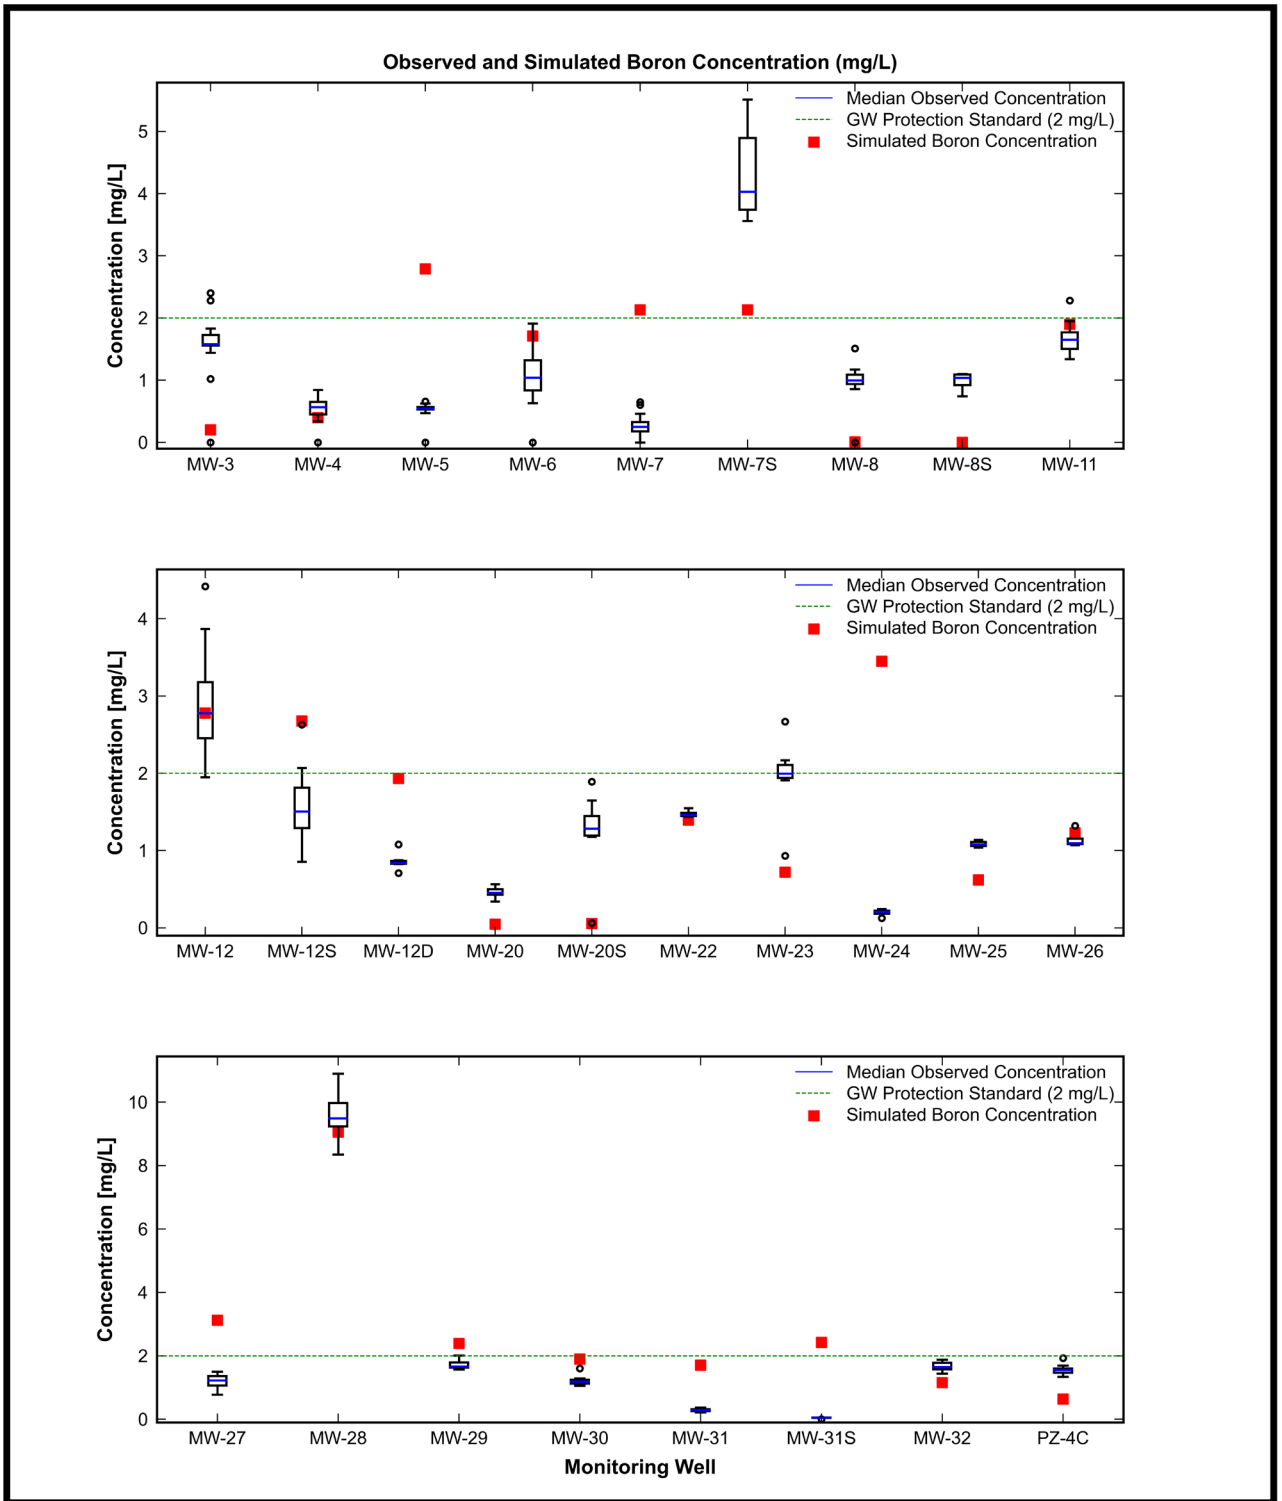 Observed and Simulated Boron Concentration (mg/L)
Median Observed Concentration
GW Protection Standard (2 mg/L)
Simulated Boron Concentration
Concentration [mg/L]
5
4
3
2
1
0
MW-3 MW-4 MW-5 MW-6 MW-7 MW-7S MW-8 MW-8S MW-11
Median Observed Concentration
GW Protection Standard (2 mg/L)
Simulated Boron Concentration
Concentration [mg/L]
4
3
2
1
0
MW-12 MW-12S MW-12D MW-20 MW-20S MW-22 MW-23 MW-24 MW-25 MW-26
Median Observed Concentration
GW Protection Standard (2 mg/L)
Simulated Boron Concentration
Concentration [mg/L]
10
8
6
4
2
0
MW-27 MW-28 MW-29 MW-30 MW-31 MW-31S MW-32 PZ-4C
Monitoring Well